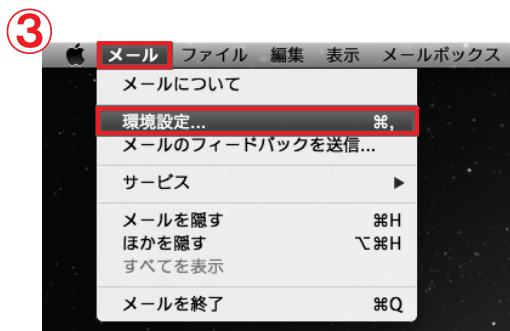 ③
メール ファイル 編集 表示 メールボックス
メールについて
環境設定... ⌘,
メールのフィードバックを送信...
サービス ▶
メールを隠す ⌘H
ほかを隠す ⌥⌘H
すべてを表示
メールを終了 ⌘Q